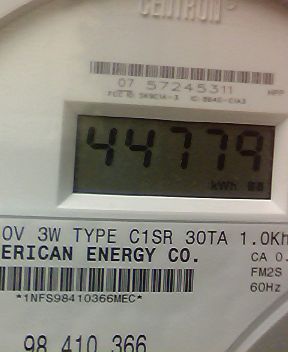 CENTRON
07 57245311
44779
kWh
0V 3W TYPE C1SR 30TA 1.0Kh
ERICAN ENERGY CO.
CA 0.
FM2S
60Hz
*1NFS98410366MEC*
98 410 366